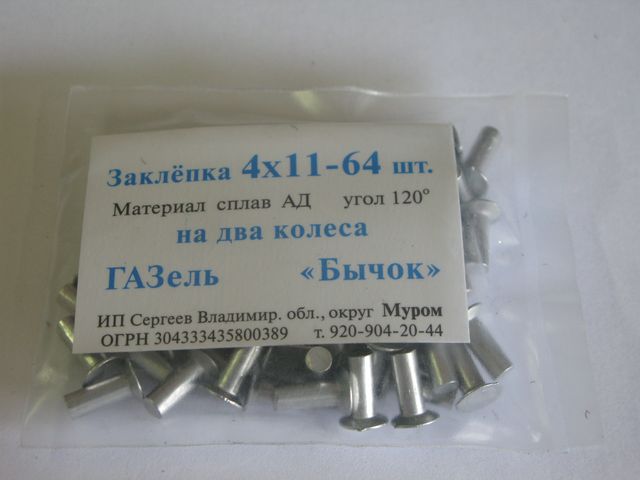 Заклёпка 4х11-64 шт.
Материал сплав АД угол 120°
на два колеса
ГАЗель «Бычок»
ИП Сергеев Владимир. обл., округ Муром
ОГРН 304333435800389 т. 920-904-20-44